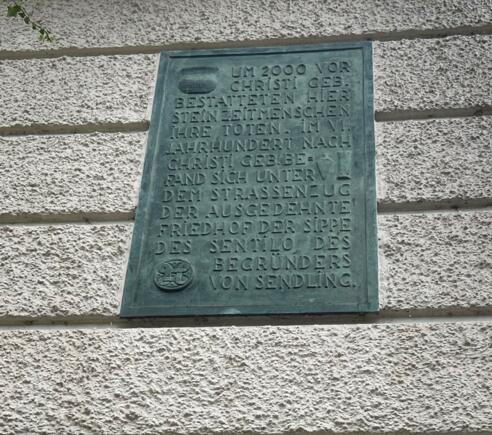 UM 2000 VOR
CHRISTI GEB.
BESTATTETEN HIER
STEINZEITMENSCHEN
IHRE TOTEN. IM VI.
JAHRHUNDERT NACH
CHRISTI GEB. BE=
FAND SICH UNTER
DEM STRASSENZUG
DER AUSGEDEHNTE
FRIEDHOF DER SIPPE
DES SENTILO DES
BEGRÜNDERS
VON SENDLING.